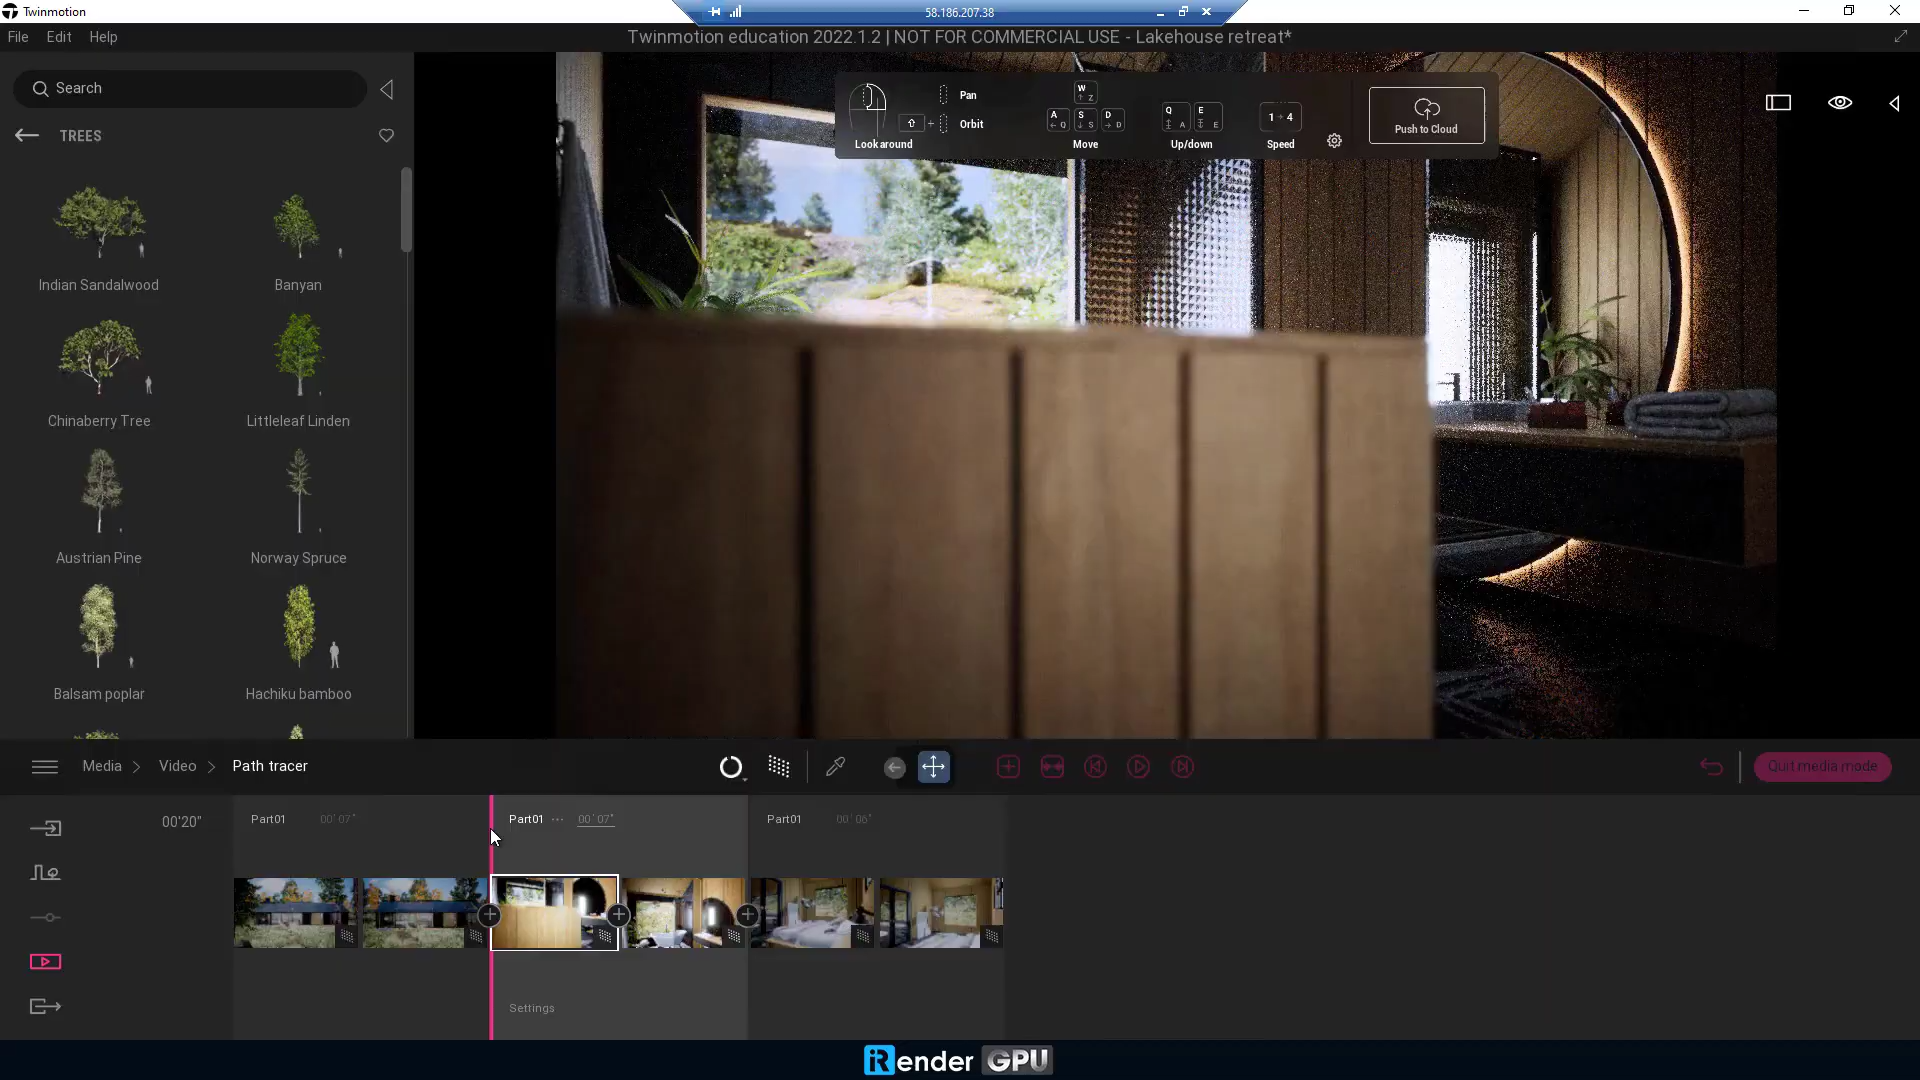 Twinmotion
58.186.207.38
File Edit Help
Twinmotion education 2022.1.2 | NOT FOR COMMERCIAL USE - Lakehouse retreat*
Search
TREES
Indian Sandalwood
Banyan
Chinaberry Tree
Littleleaf Linden
Austrian Pine
Norway Spruce
Balsam poplar
Hachiku bamboo
Pan
Orbit
Look around
W
Z
A
Q
S
S
D
D
Move
Q
A
E
E
Up/down
1 ÷ 4
Speed
Push to Cloud
Media > Video > Path tracer
Quit media mode
00'20"
Part01 00'07"
Part01 ··· 00'07"
Part01 00'06"
Settings
iRender GPU